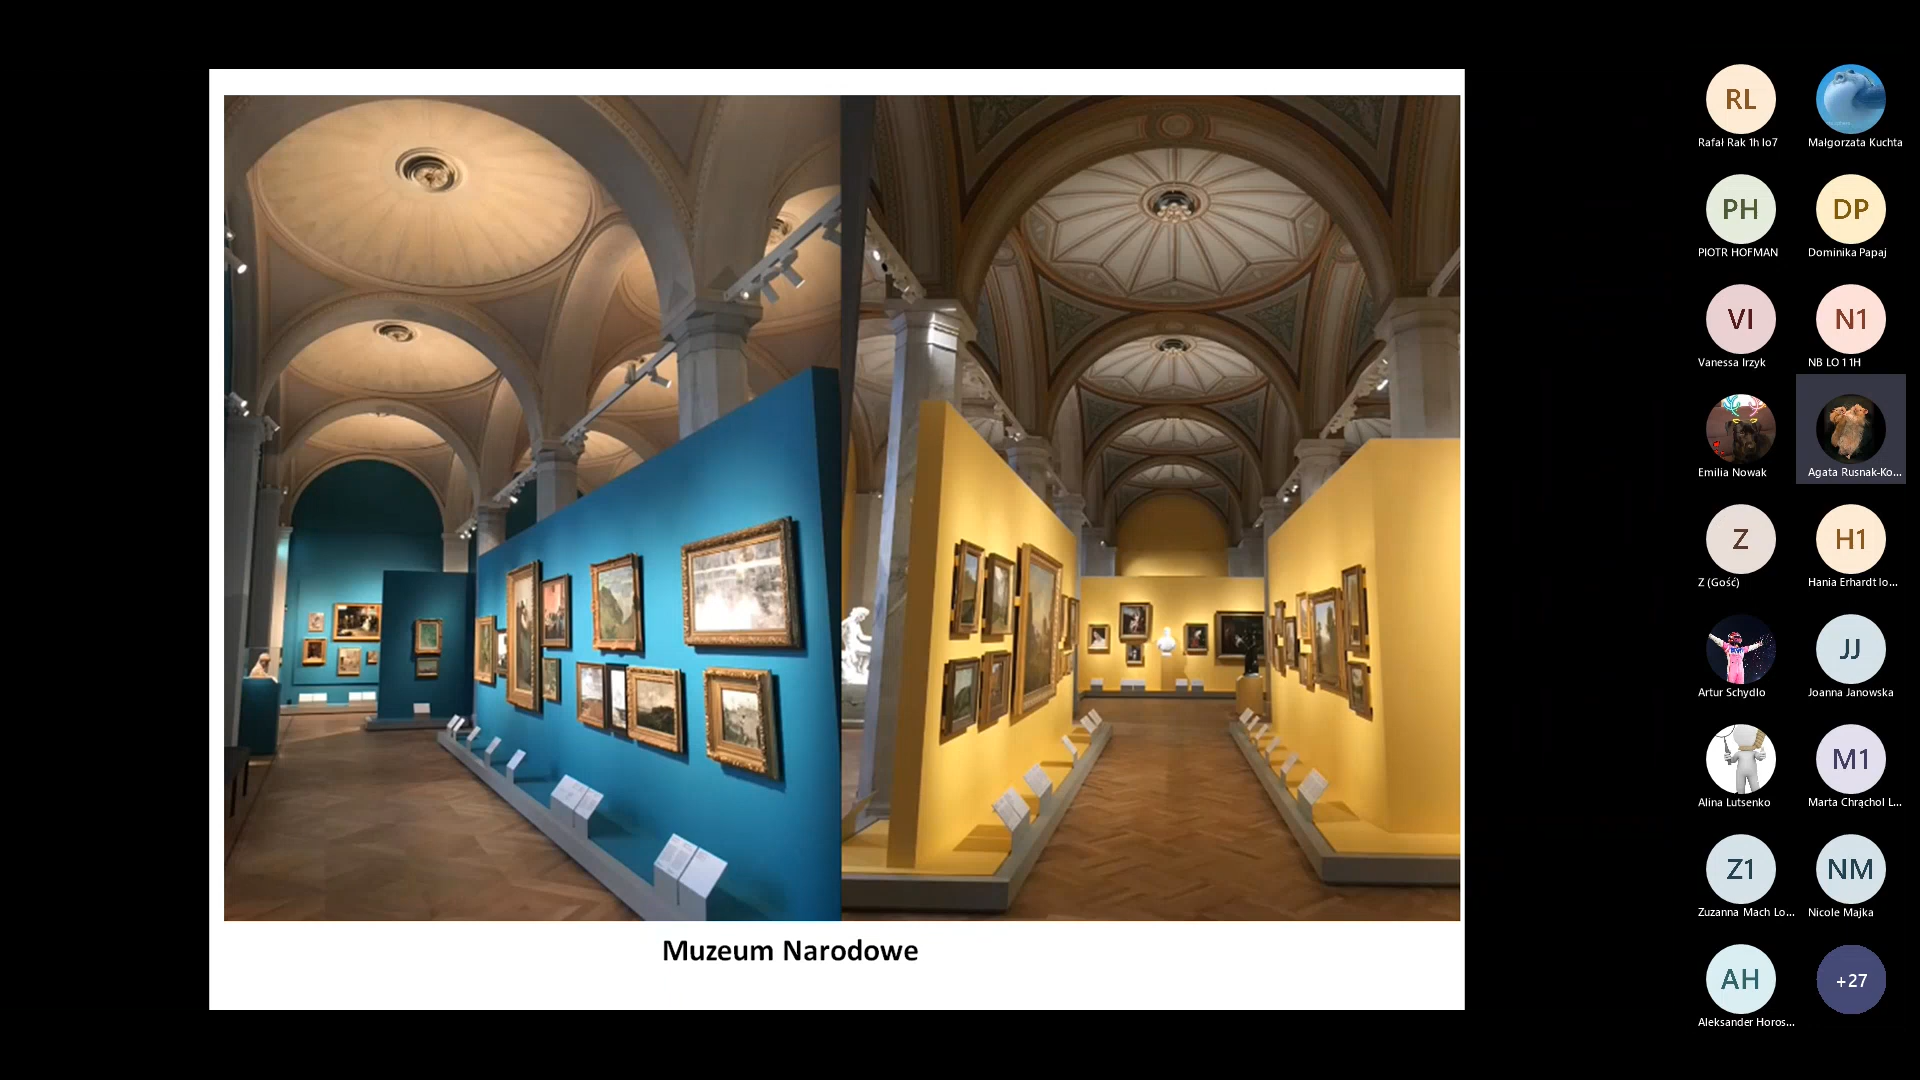 Muzeum Narodowe
RL
Rafał Rak 1h lo7
Małgorzata Kuchta
PH
PIOTR HOFMAN
DP
Dominika Papaj
VI
Vanessa Irzyk
N1
NB LO 1 1H
Emilia Nowak
Agata Rusnak-Ko...
Z
Z (Gość)
H1
Hania Erhardt lo...
Artur Schydlo
JJ
Joanna Janowska
Alina Lutsenko
M1
Marta Chrąchol L...
Z1
Zuzanna Mach Lo...
NM
Nicole Majka
AH
Aleksander Horos...
+27